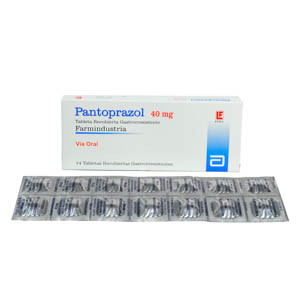 Pantoprazol 40 mg
Tableta Recubierta Gastrorresistente
Farmindustria
Vía Oral
14 Tabletas Recubiertas Gastrorresistentes